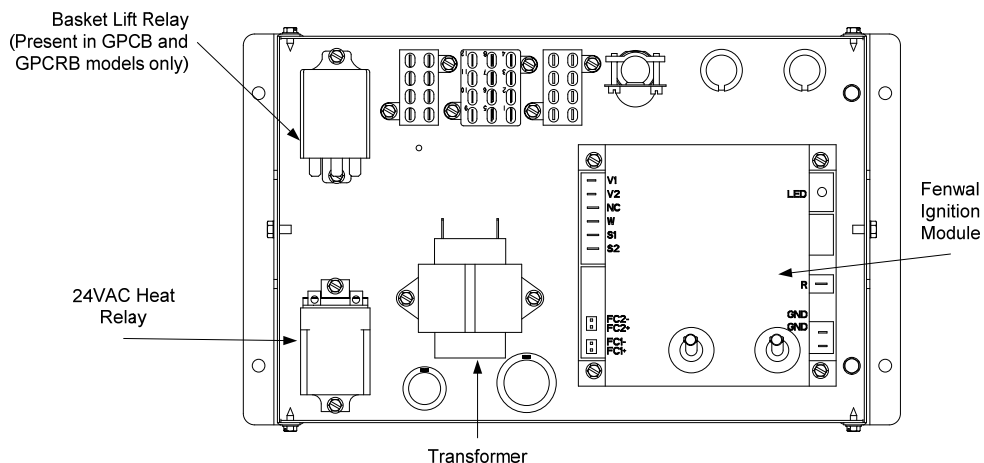 Basket Lift Relay
(Present in GPCB and
GPCRB models only)
V1
V2
NC
W
S1
S2
LED
Fenwal
Ignition
Module
24VAC Heat
Relay
R
GND
GND
FC2-
FC2+
FC1-
FC1+
Transformer